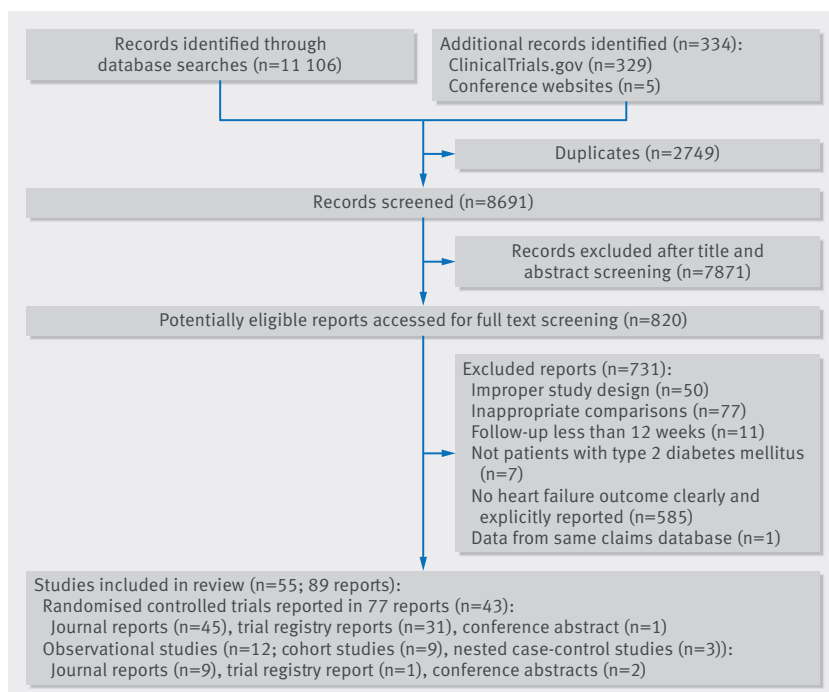 Records identified through
database searches (n=11 106)
Additional records identified (n=334):
ClinicalTrials.gov (n=329)
Conference websites (n=5)
Duplicates (n=2749)
Records screened (n=8691)
Records excluded after title and
abstract screening (n=7871)
Potentially eligible reports accessed for full text screening (n=820)
Excluded reports (n=731):
Improper study design (n=50)
Inappropriate comparisons (n=77)
Follow-up less than 12 weeks (n=11)
Not patients with type 2 diabetes mellitus
(n=7)
No heart failure outcome clearly and
explicitly reported (n=585)
Data from same claims database (n=1)
Studies included in review (n=55; 89 reports):
Randomised controlled trials reported in 77 reports (n=43):
Journal reports (n=45), trial registry reports (n=31), conference abstract (n=1)
Observational studies (n=12; cohort studies (n=9), nested case-control studies (n=3)):
Journal reports (n=9), trial registry report (n=1), conference abstracts (n=2)